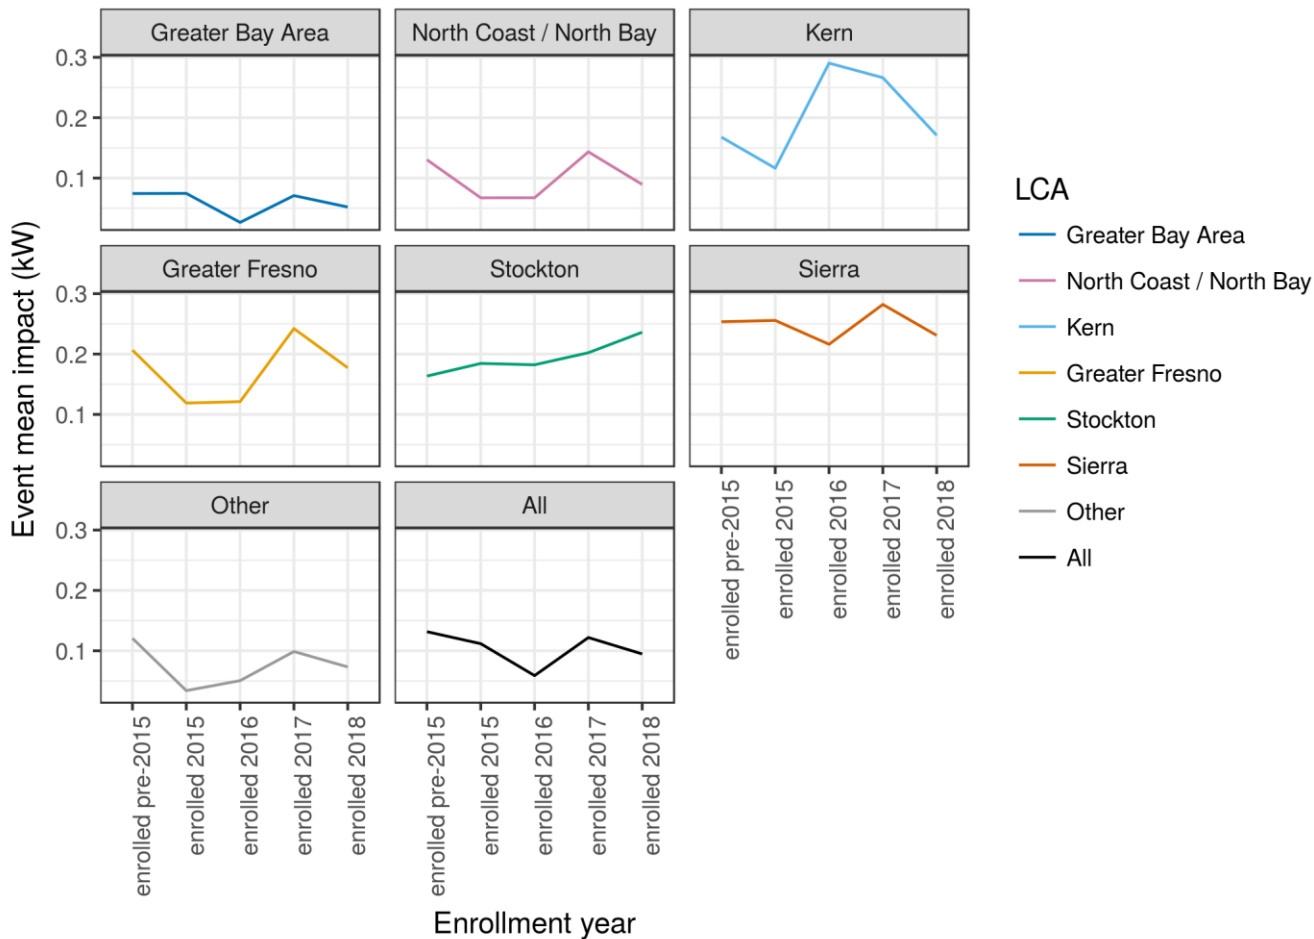 Greater Bay Area
North Coast / North Bay
Kern
0.3
0.2
0.1
Greater Fresno
Stockton
Sierra
0.3
0.2
0.1
Other
All
0.3
0.2
0.1
enrolled pre-2015
enrolled 2015
enrolled 2016
enrolled 2017
enrolled 2018
enrolled pre-2015
enrolled 2015
enrolled 2016
enrolled 2017
enrolled 2018
enrolled pre-2015
enrolled 2015
enrolled 2016
enrolled 2017
enrolled 2018
Event mean impact (kW)
Enrollment year
LCA
Greater Bay Area
North Coast / North Bay
Kern
Greater Fresno
Stockton
Sierra
Other
All